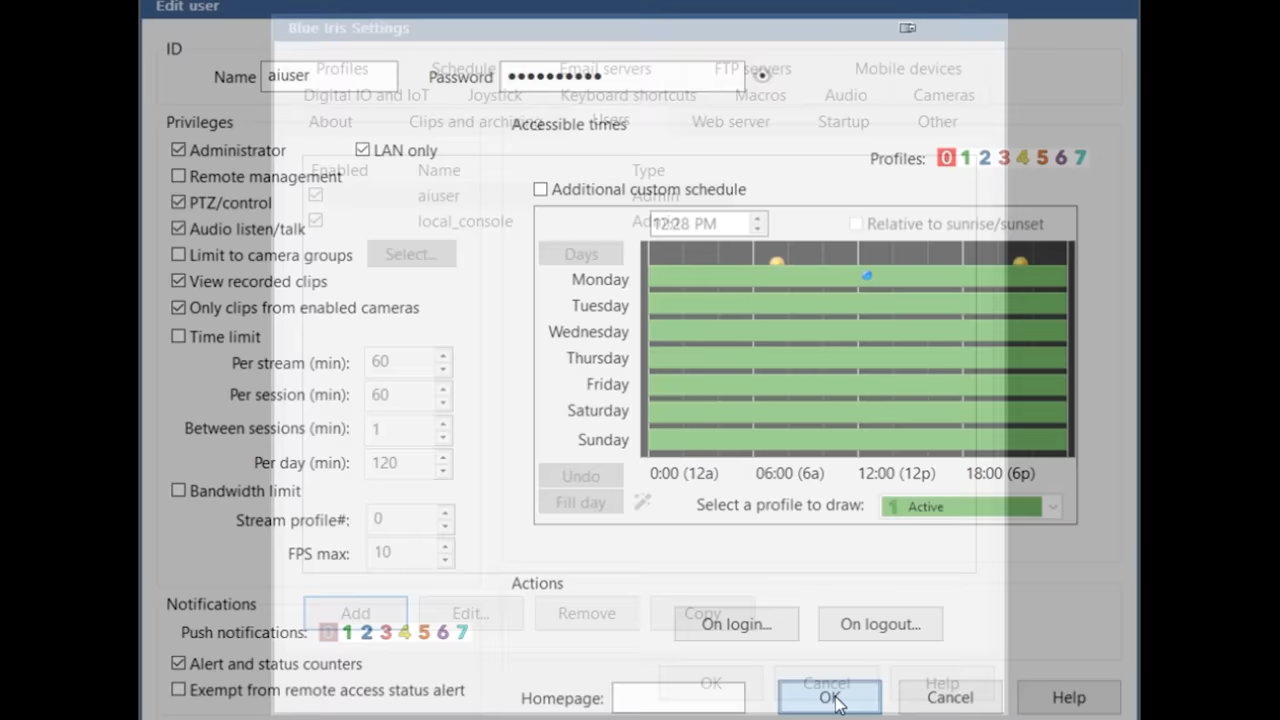 Edit user
Blue Iris Settings
ID
Name aiuser Password ●●●●●●●●●●
Profiles Schedule Email servers FTP servers Mobile devices
Digital IO and IoT Joystick Keyboard shortcuts Macros Audio Cameras
About Clips and archiving Users Web server Startup Other
Privileges
Accessible times
Administrator
LAN only
Profiles: 0 1 2 3 4 5 6 7
Enabled Name Type
Remote management
Additional custom schedule
aiuser Admin
PTZ/control
local_console Admin
12:28 PM
Relative to sunrise/sunset
Audio listen/talk
Limit to camera groups Select...
Days
View recorded clips
Monday
Only clips from enabled cameras
Tuesday
Time limit
Wednesday
Per stream (min): 60
Thursday
Per session (min): 60
Friday
Between sessions (min): 1
Saturday
Per day (min): 120
Sunday
Undo
0:00 (12a) 06:00 (6a) 12:00 (12p) 18:00 (6p)
Bandwidth limit
Fill day
Select a profile to draw: 1 Active
Stream profile#: 0
FPS max: 10
Actions
Notifications
Add Edit... Remove Copy
On login... On logout...
Push notifications: 0 1 2 3 4 5 6 7
Alert and status counters
OK Cancel Help
Exempt from remote access status alert
Homepage:
OK Cancel Help